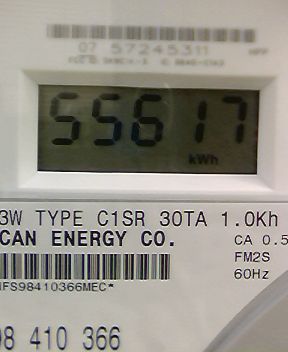 07 57245311
55617
kWh
3W TYPE C1SR 30TA 1.0Kh
CAN ENERGY CO.
CA 0.5
FM2S
60Hz
NFS98410366MEC*
98 410 366